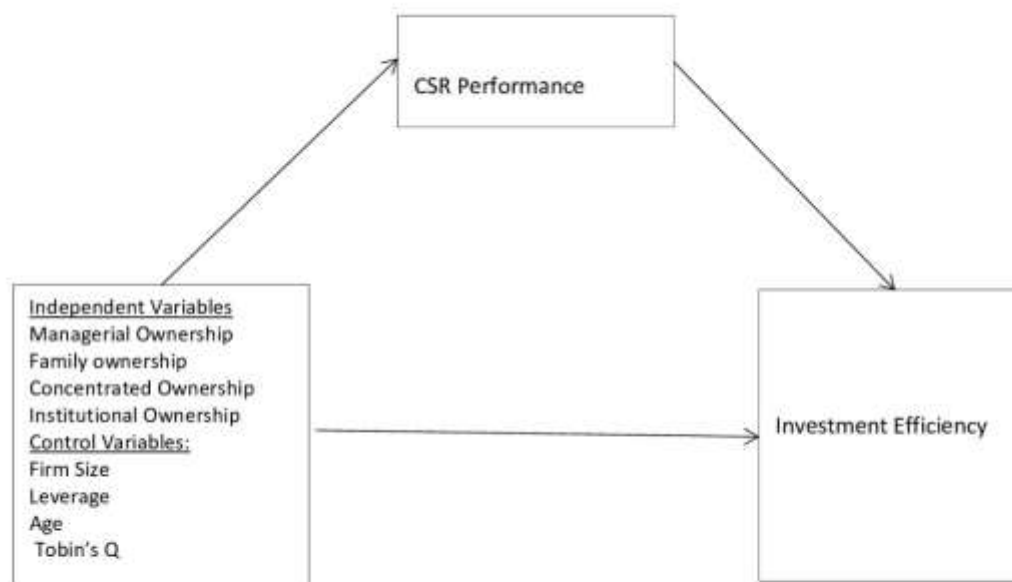 CSR Performance
Independent Variables
Managerial Ownership
Family ownership
Concentrated Ownership
Institutional Ownership
Control Variables:
Firm Size
Leverage
Age
Tobin's Q
Investment Efficiency